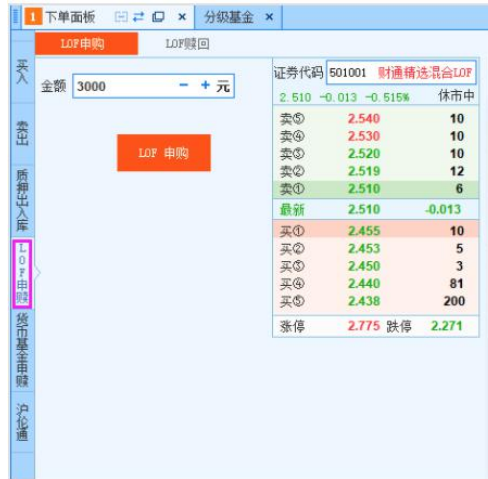 1 下单面板 分级基金
LOF申购 LOF赎回
买入
卖出
质押出入库
LOF申赎
货币基金申赎
沪伦通
金额 3000 - + 元
LOF 申购
证券代码 501001 财通精选混合LOF
2.510 -0.013 -0.515% 休市中
卖⑤ 2.540 10
卖④ 2.530 10
卖③ 2.520 10
卖② 2.519 12
卖① 2.510 6
最新 2.510 -0.013
买① 2.455 10
买② 2.453 5
买③ 2.450 3
买④ 2.440 81
买⑤ 2.438 200
涨停 2.775 跌停 2.271